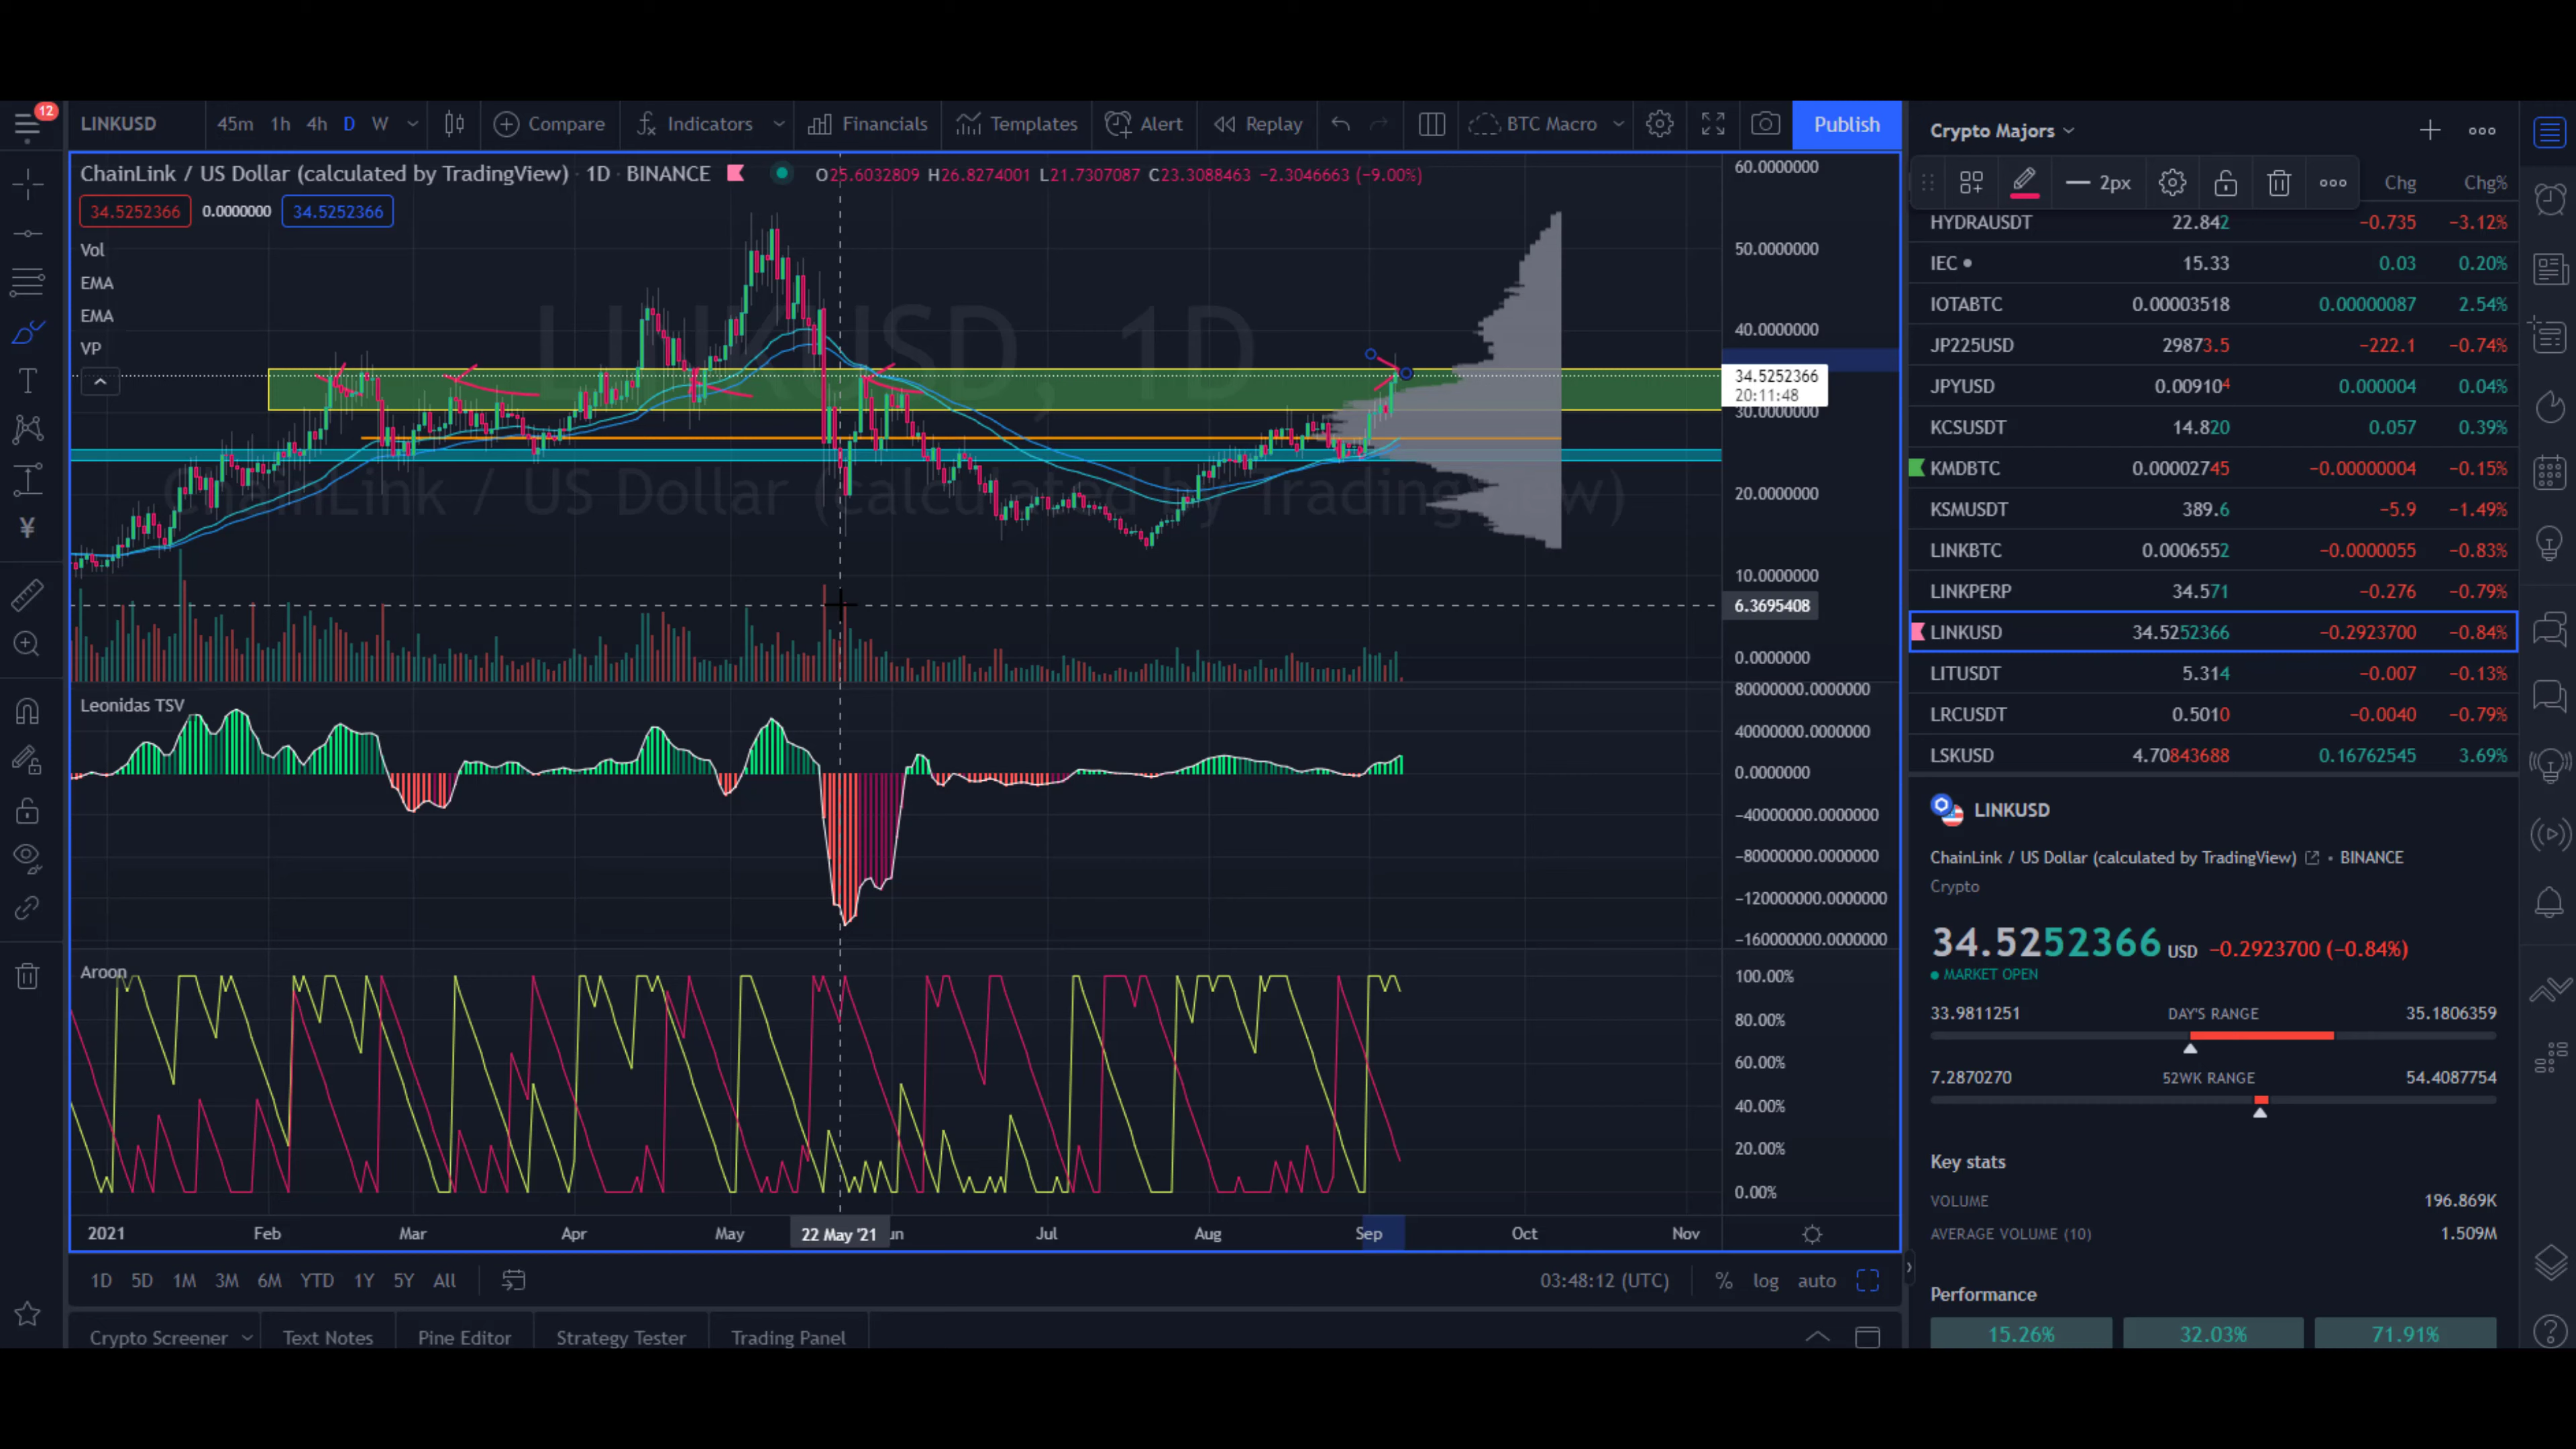 12
LINKUSD 45m 1h 4h D W Compare Indicators Financials Templates Alert Replay BTC Macro Publish
ChainLink / US Dollar (calculated by TradingView) · 1D · BINANCE O25.6032809 H26.8274001 L21.7307087 C23.3088463 −2.3046663 (−9.00%)
34.5252366 0.0000000 34.5252366
Vol
EMA
EMA
VP
LINKUSD, 1D
ChainLink / US Dollar (calculated by TradingView)
60.0000000
50.0000000
40.0000000
34.5252366
20:11:48
30.0000000
20.0000000
10.0000000
6.3695408
0.0000000
Leonidas TSV
80000000.0000000
40000000.0000000
0.0000000
−40000000.0000000
−80000000.0000000
−120000000.0000000
−160000000.0000000
Aroon
100.00%
80.00%
60.00%
40.00%
20.00%
0.00%
2021 Feb Mar Apr May 22 May '21 un Jul Aug Sep Oct Nov
1D 5D 1M 3M 6M YTD 1Y 5Y All 03:48:12 (UTC) % log auto
Crypto Screener Text Notes Pine Editor Strategy Tester Trading Panel
Crypto Majors
2px Chg Chg%
HYDRAUSDT 22.842 −0.735 −3.12%
IEC 15.33 0.03 0.20%
IOTABTC 0.00003518 0.00000087 2.54%
JP225USD 29873.5 −222.1 −0.74%
JPYUSD 0.009104 0.000004 0.04%
KCSUSDT 14.820 0.057 0.39%
KMDBTC 0.00002745 −0.00000004 −0.15%
KSMUSDT 389.6 −5.9 −1.49%
LINKBTC 0.0006552 −0.0000055 −0.83%
LINKPERP 34.571 −0.276 −0.79%
LINKUSD 34.5252366 −0.2923700 −0.84%
LITUSDT 5.314 −0.007 −0.13%
LRCUSDT 0.5010 −0.0040 −0.79%
LSKUSD 4.70843688 0.16762545 3.69%
LINKUSD
ChainLink / US Dollar (calculated by TradingView) • BINANCE
Crypto
34.5252366 USD −0.2923700 (−0.84%)
MARKET OPEN
33.9811251 DAY'S RANGE 35.1806359
7.2870270 52WK RANGE 54.4087754
Key stats
VOLUME 196.869K
AVERAGE VOLUME (10) 1.509M
Performance
15.26% 32.03% 71.91%